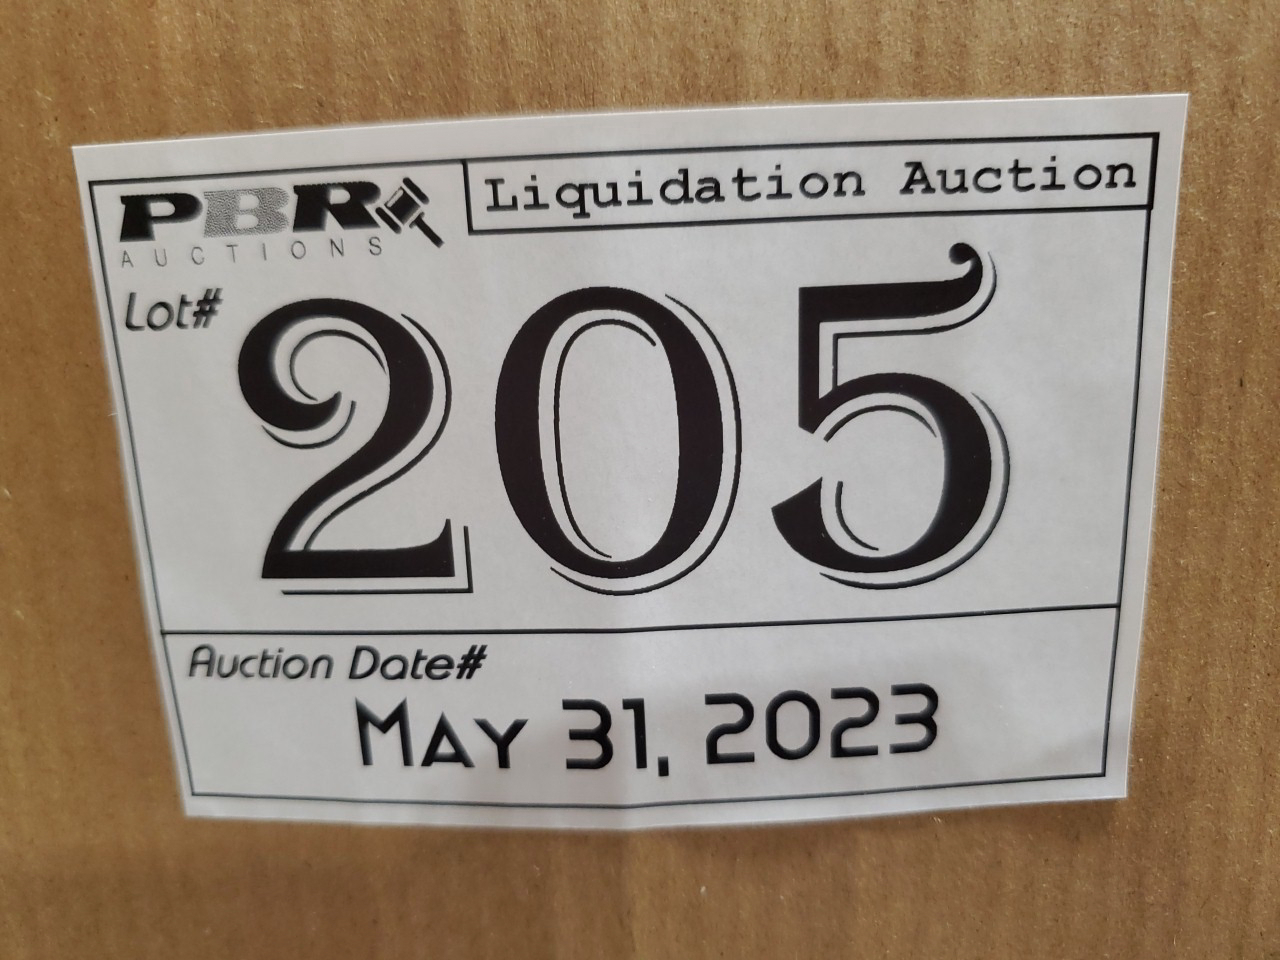 PBR
AUCTIONS
Liquidation Auction
Lot#
205
Auction Date#
May 31, 2023